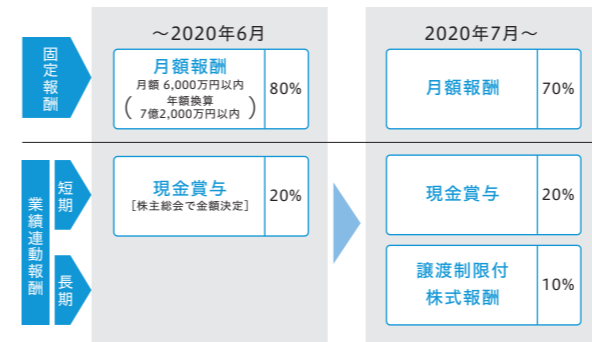 ～2020年6月
2020年7月～
固定報酬
月額報酬
月額 6,000万円以内
(年額換算
7億2,000万円以内)
80%
月額報酬
70%
業績連動報酬
短期
現金賞与
[株主総会で金額決定]
20%
現金賞与
20%
長期
譲渡制限付
株式報酬
10%